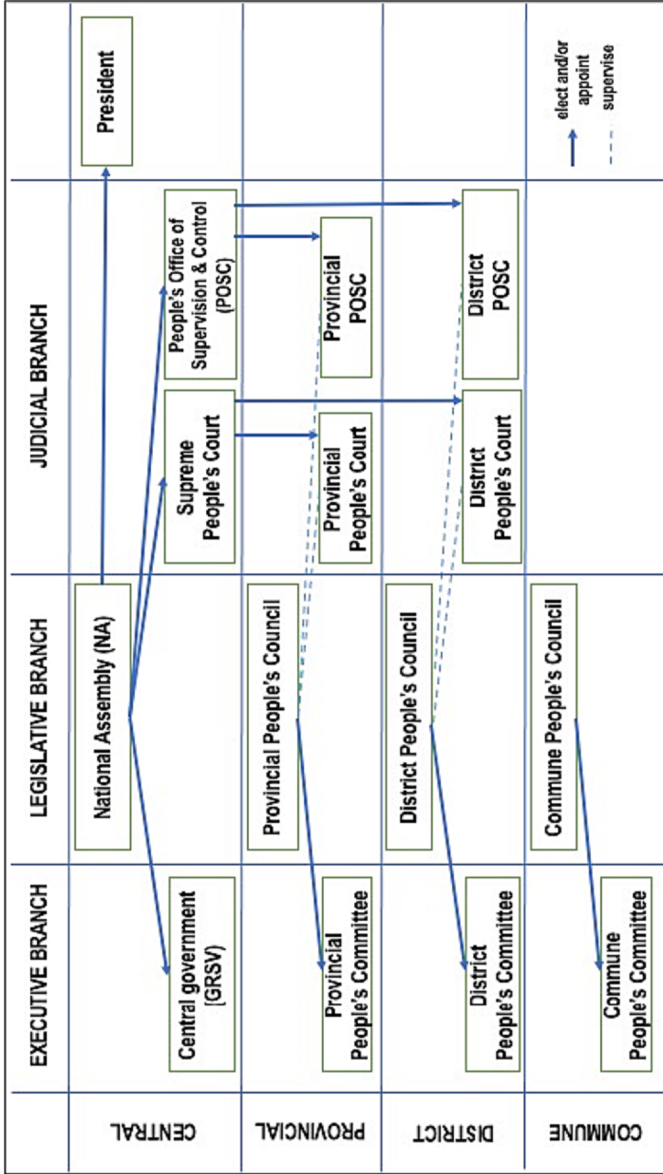 EXECUTIVE BRANCH
LEGISLATIVE BRANCH
JUDICIAL BRANCH
CENTRAL
National Assembly (NA)
President
Central government
(GRSV)
Supreme
People's Court
People's Office of
Supervision & Control
(POSC)
PROVINCIAL
Provincial People's Council
Provincial
People's Committee
Provincial
People's Court
Provincial
POSC
DISTRICT
District People's Council
District
People's Committee
District
People's Court
District
POSC
COMMUNE
Commune People's Council
Commune
People's Committee
elect and/or
appoint
supervise